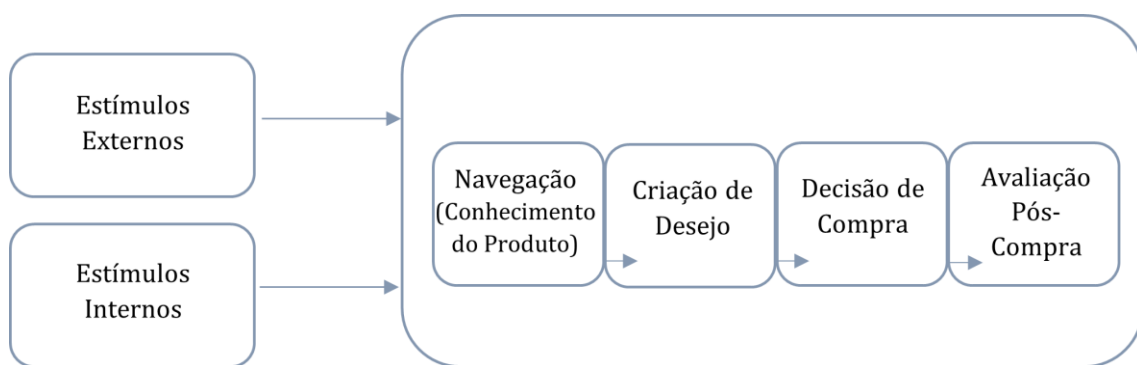 Estímulos
Externos
Estímulos
Internos
Navegação
(Conhecimento
do Produto)
Criação de
Desejo
Decisão de
Compra
Avaliação
Pós-
Compra